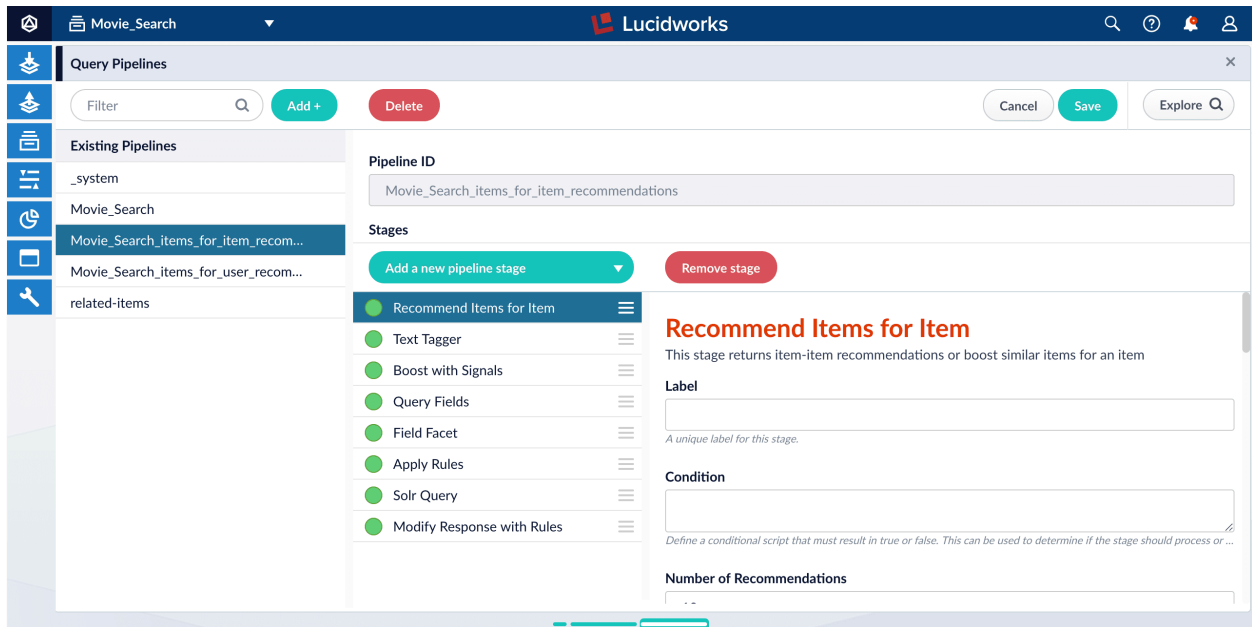 Movie_Search
Lucidworks
Query Pipelines
Filter
Add +
Delete
Cancel
Save
Explore
Existing Pipelines
_system
Movie_Search
Movie_Search_items_for_item_recom...
Movie_Search_items_for_user_recom...
related-items
Pipeline ID
Movie_Search_items_for_item_recommendations
Stages
Add a new pipeline stage
Remove stage
Recommend Items for Item
Text Tagger
Boost with Signals
Query Fields
Field Facet
Apply Rules
Solr Query
Modify Response with Rules
Recommend Items for Item
This stage returns item-item recommendations or boost similar items for an item
Label
A unique label for this stage.
Condition
Define a conditional script that must result in true or false. This can be used to determine if the stage should process or ...
Number of Recommendations